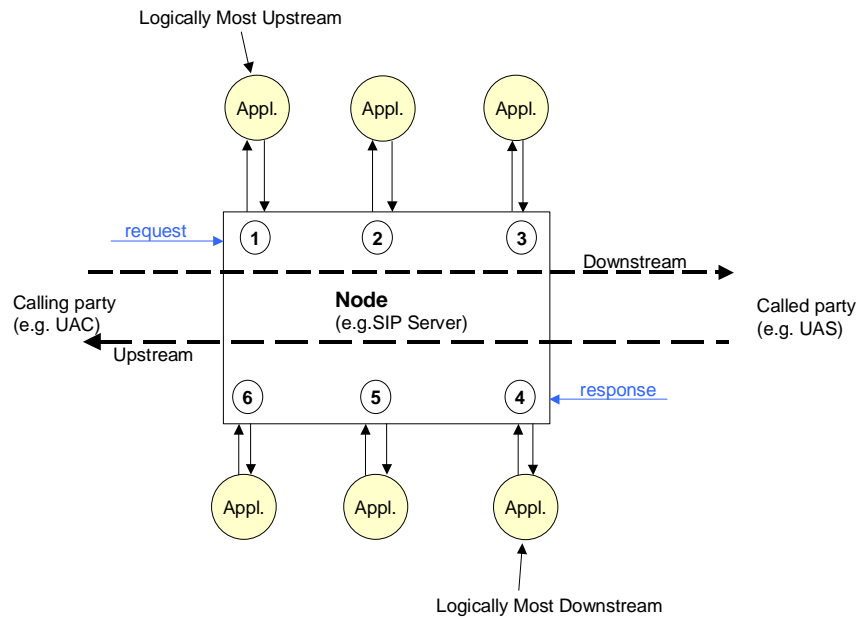 Logically Most Upstream
Appl.
Appl.
Appl.
request
1
2
3
Downstream
Calling party
(e.g. UAC)
Node
(e.g.SIP Server)
Called party
(e.g. UAS)
Upstream
6
5
4
response
Appl.
Appl.
Appl.
Logically Most Downstream